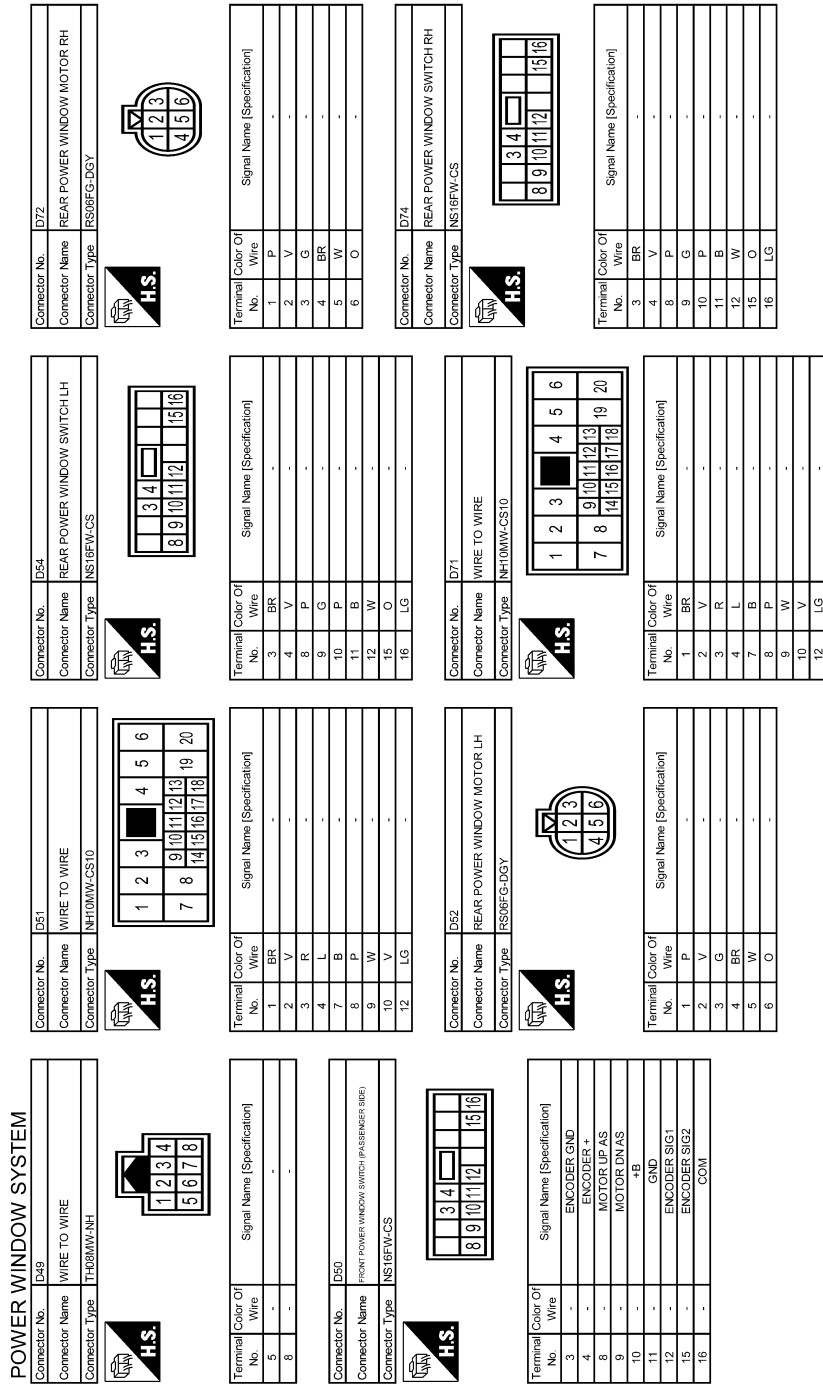 POWER WINDOW SYSTEM
Connector No. D49
Connector Name WIRE TO WIRE
Connector Type TH08MW-NH
H.S.
1 2 3 4
5 6 7 8
Terminal No. Color Of Wire Signal Name [Specification]
5 - -
8 - -
Connector No. D50
Connector Name FRONT POWER WINDOW SWITCH (PASSENGER SIDE)
Connector Type NS16FW-CS
H.S.
3 4
8 9 10 11 12 15 16
Terminal No. Color Of Wire Signal Name [Specification]
3 - ENCODER GND
4 - ENCODER +
8 - MOTOR UP AS
9 - MOTOR DN AS
10 - +B
11 - GND
12 - ENCODER SIG1
15 - ENCODER SIG2
16 - COM
Connector No. D51
Connector Name WIRE TO WIRE
Connector Type NH10MW-CS10
H.S.
1 2 3 4 5 6
7 8 9 10 11 12 13 19 20
14 15 16 17 18
Terminal No. Color Of Wire Signal Name [Specification]
1 BR -
2 V -
3 R -
4 L -
7 B -
8 P -
9 W -
10 V -
12 LG -
Connector No. D52
Connector Name REAR POWER WINDOW MOTOR LH
Connector Type RS06FG-DGY
H.S.
1 2 3
4 5 6
Terminal No. Color Of Wire Signal Name [Specification]
1 P -
2 V -
3 G -
4 BR -
5 W -
6 O -
Connector No. D54
Connector Name REAR POWER WINDOW SWITCH LH
Connector Type NS16FW-CS
H.S.
3 4
8 9 10 11 12 15 16
Terminal No. Color Of Wire Signal Name [Specification]
3 BR -
4 V -
8 P -
9 G -
10 P -
11 B -
12 W -
15 O -
16 LG -
Connector No. D71
Connector Name WIRE TO WIRE
Connector Type NH10MW-CS10
H.S.
1 2 3 4 5 6
7 8 9 10 11 12 13 19 20
14 15 16 17 18
Terminal No. Color Of Wire Signal Name [Specification]
1 BR -
2 V -
3 R -
4 L -
7 B -
8 P -
9 W -
10 V -
12 LG -
Connector No. D72
Connector Name REAR POWER WINDOW MOTOR RH
Connector Type RS06FG-DGY
H.S.
1 2 3
4 5 6
Terminal No. Color Of Wire Signal Name [Specification]
1 P -
2 V -
3 G -
4 BR -
5 W -
6 O -
Connector No. D74
Connector Name REAR POWER WINDOW SWITCH RH
Connector Type NS16FW-CS
H.S.
3 4
8 9 10 11 12 15 16
Terminal No. Color Of Wire Signal Name [Specification]
3 BR -
4 V -
8 P -
9 G -
10 P -
11 B -
12 W -
15 O -
16 LG -